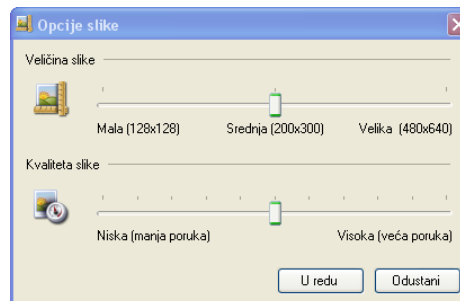 Opcije slike
Veličina slike
Mala (128x128) Srednja (200x300) Velika (480x640)
Kvaliteta slike
Niska (manja poruka) Visoka (veća poruka)
U redu Odustani